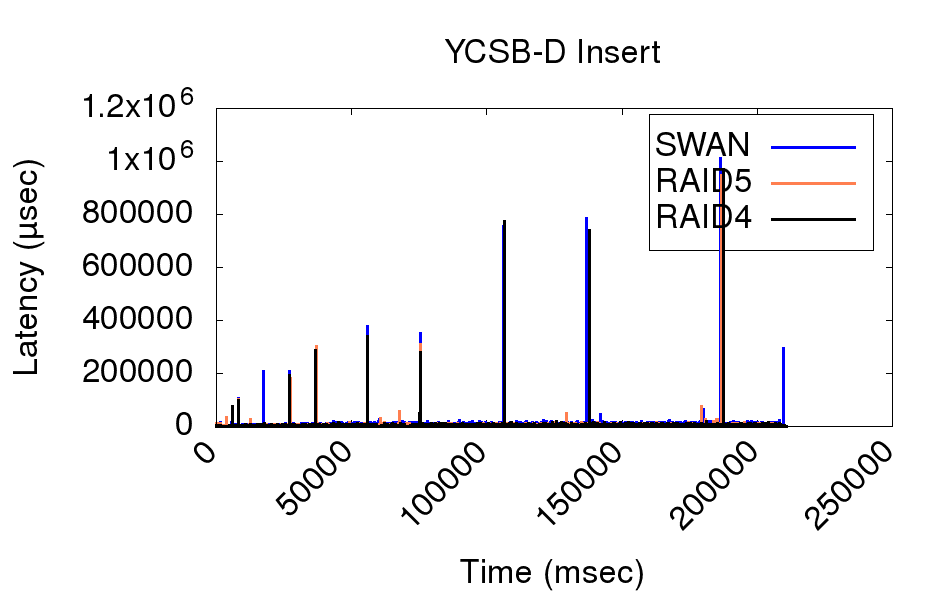 YCSB-D Insert
1.2x10^6
1x10^6
800000
600000
400000
200000
0
Latency (µsec)
SWAN
RAID5
RAID4
0
50000
100000
150000
200000
250000
Time (msec)